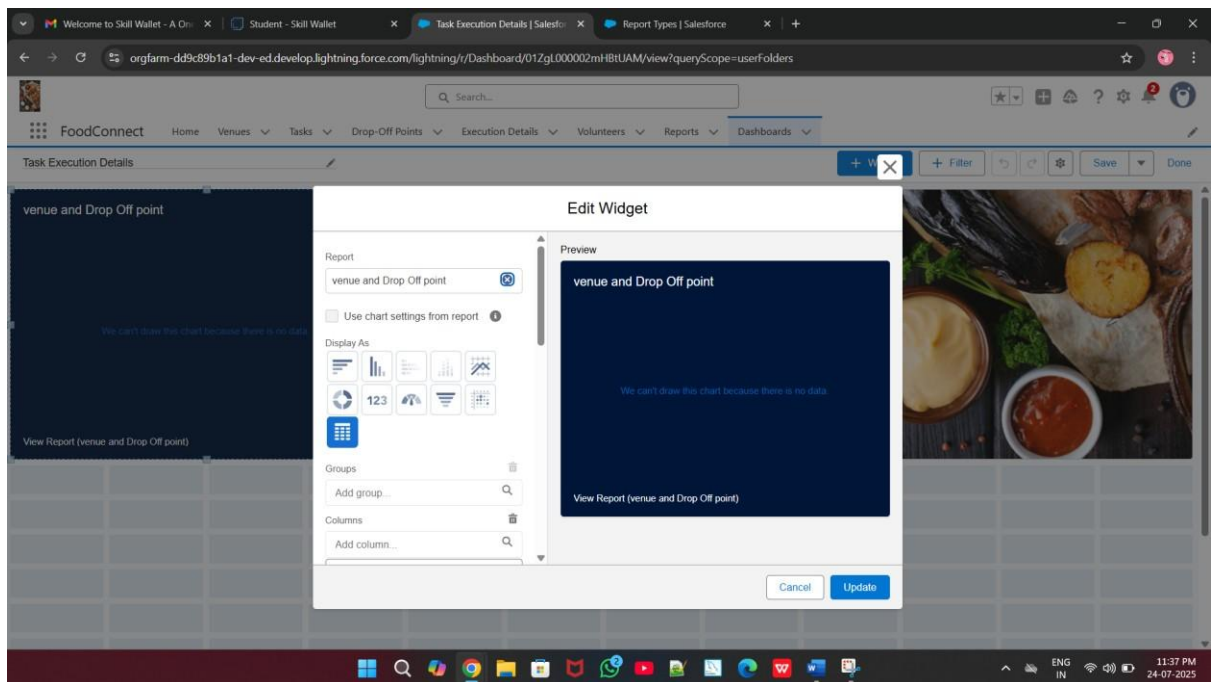 Welcome to Skill Wallet - A On
Student - Skill Wallet
Task Execution Details | Salesfor
Report Types | Salesforce
orgfarm-dd9c89b1a1-dev-ed.develop.lightning.force.com/lightning/r/Dashboard/01ZgL000002mHBtUAM/view?queryScope=userFolders
Search...
2
FoodConnect
Home
Venues
Tasks
Drop-Off Points
Execution Details
Volunteers
Reports
Dashboards
Task Execution Details
+ W
+ Filter
Save
Done
venue and Drop Off point
We can't draw this chart because there is no data
View Report (venue and Drop Off point)
Edit Widget
Report
venue and Drop Off point
Use chart settings from report
Display As
123
Groups
Add group...
Columns
Add column...
Preview
venue and Drop Off point
We can't draw this chart because there is no data
View Report (venue and Drop Off point)
Cancel
Update
ENG
IN
11:37 PM
24-07-2025